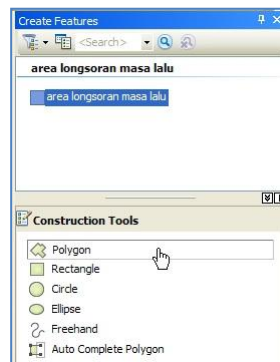 Create Features
<Search>
area longsoran masa lalu
area longsoran masa lalu
Construction Tools
Polygon
Rectangle
Circle
Ellipse
Freehand
Auto Complete Polygon